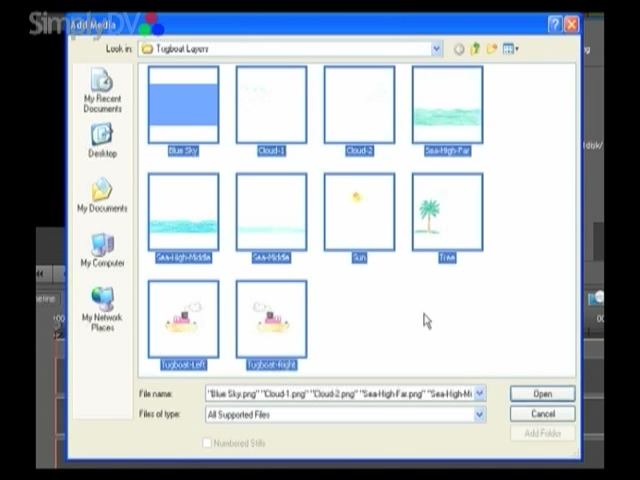 SimplyDV
Add Media
Look in:
Tugboat Layers
My Recent
Documents
Desktop
My Documents
My Computer
My Network
Places
Blue Sky
Cloud-1
Cloud-2
Sea-High-Far
Sea-High-Middle
Sea-Middle
Sun
Tree
Tugboat-Left
Tugboat-Right
File name:
"Blue Sky.png" "Cloud-1.png" "Cloud-2.png" "Sea-High-Far.png" "Sea-High-Mi
Open
Files of type:
All Supported Files
Cancel
Add Folder
Numbered Stills
disk/